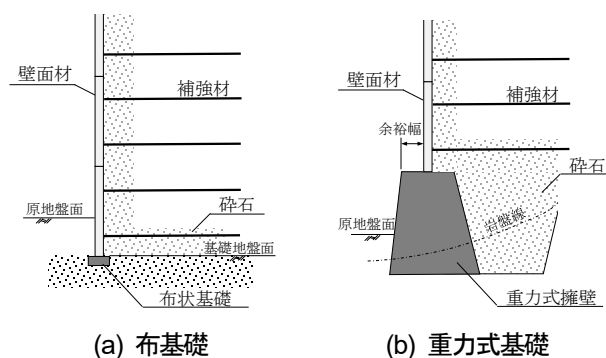 壁面材
補強材
原地盤面
砕石
基礎地盤面
布状基礎
(a) 布基礎
壁面材
補強材
余裕幅
砕石
岩盤線
原地盤面
重力式擁壁
(b) 重力式基礎